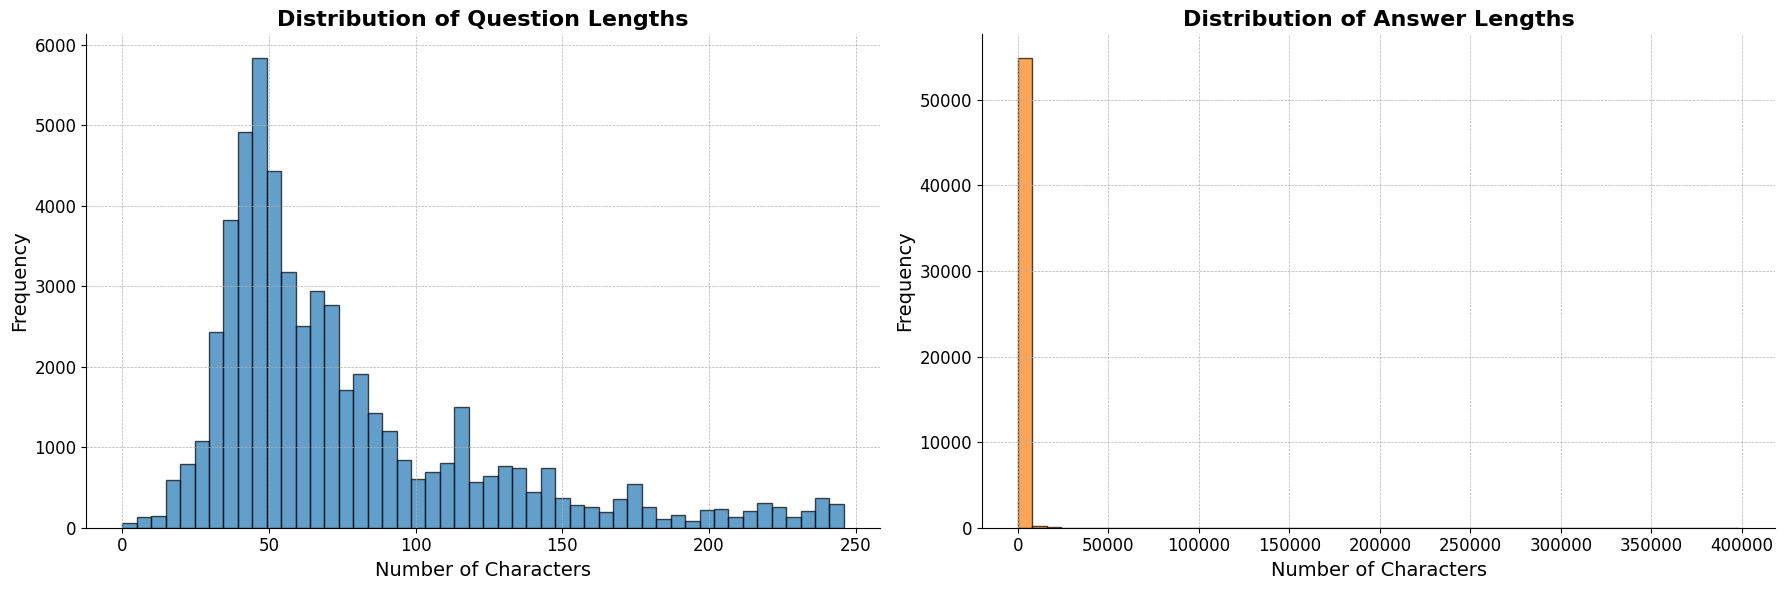 Distribution of Question Lengths
Frequency
6000
5000
4000
3000
2000
1000
0
0 50 100 150 200 250
Number of Characters
Distribution of Answer Lengths
Frequency
50000
40000
30000
20000
10000
0
0 50000 100000 150000 200000 250000 300000 350000 400000
Number of Characters